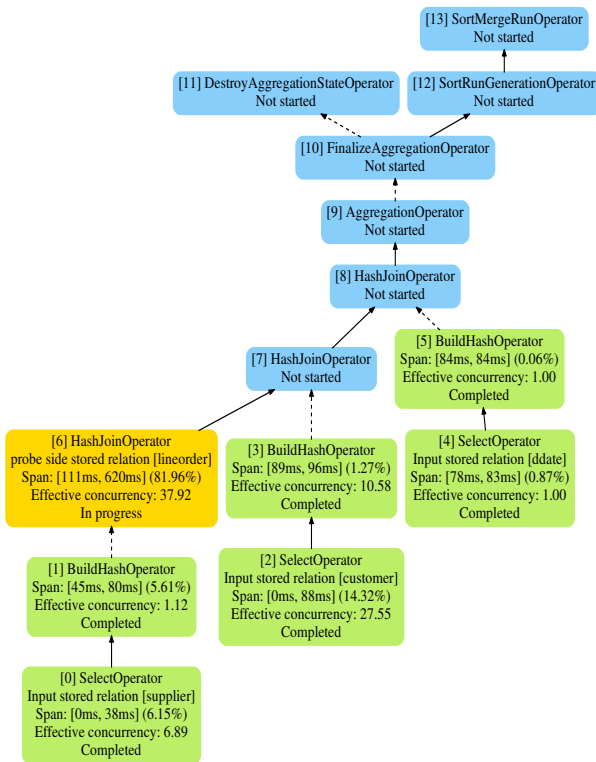 [13] SortMergeRunOperator
Not started
[11] DestroyAggregationStateOperator
Not started
[12] SortRunGenerationOperator
Not started
[10] FinalizeAggregationOperator
Not started
[9] AggregationOperator
Not started
[8] HashJoinOperator
Not started
[5] BuildHashOperator
Span: [84ms, 84ms] (0.06%)
Effective concurrency: 1.00
Completed
[7] HashJoinOperator
Not started
[6] HashJoinOperator
probe side stored relation [lineorder]
Span: [111ms, 620ms] (81.96%)
Effective concurrency: 37.92
In progress
[3] BuildHashOperator
Span: [89ms, 96ms] (1.27%)
Effective concurrency: 10.58
Completed
[4] SelectOperator
Input stored relation [ddate]
Span: [78ms, 83ms] (0.87%)
Effective concurrency: 1.00
Completed
[1] BuildHashOperator
Span: [45ms, 80ms] (5.61%)
Effective concurrency: 1.12
Completed
[2] SelectOperator
Input stored relation [customer]
Span: [0ms, 88ms] (14.32%)
Effective concurrency: 27.55
Completed
[0] SelectOperator
Input stored relation [supplier]
Span: [0ms, 38ms] (6.15%)
Effective concurrency: 6.89
Completed